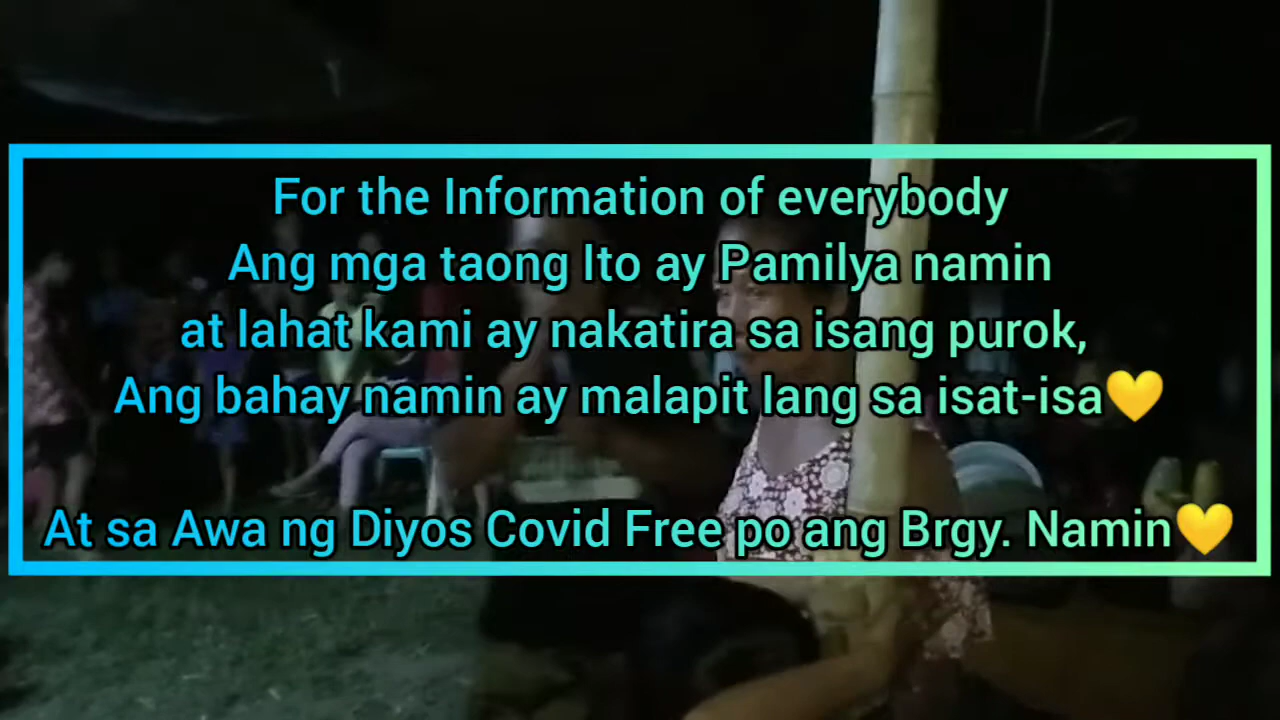 For the Information of everybody
Ang mga taong Ito ay Pamilya namin
at lahat kami ay nakatira sa isang purok,
Ang bahay namin ay malapit lang sa isat-isa💛
At sa Awa ng Diyos Covid Free po ang Brgy. Namin💛